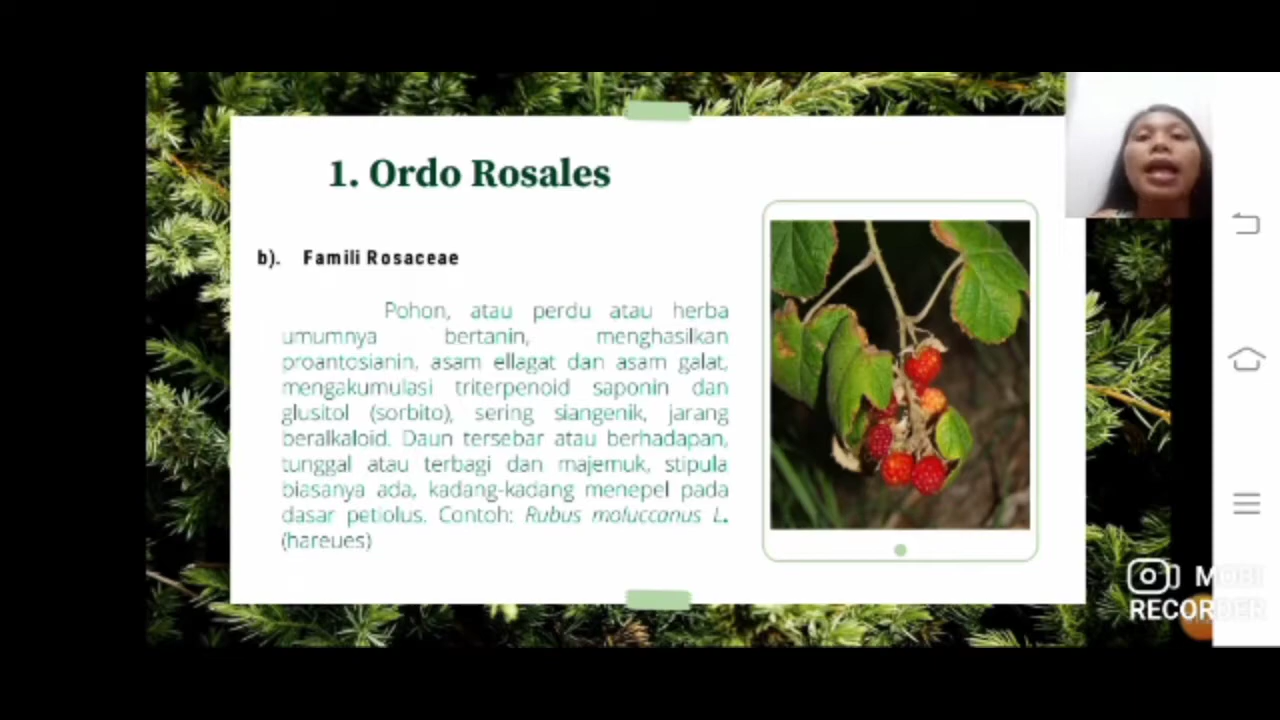 1. Ordo Rosales
b). Famili Rosaceae
Pohon, atau perdu atau herba
umumnya bertanin, menghasilkan
proantosianin, asam ellagat dan asam galat,
mengakumulasi triterpenoid saponin dan
glusitol (sorbito), sering siangenik, jarang
beralkaloid. Daun tersebar atau berhadapan,
tunggal atau terbagi dan majemuk, stipula
biasanya ada, kadang-kadang menepel pada
dasar petiolus. Contoh: Rubus moluccanus L.
(hareues)
MOBI
RECORDER